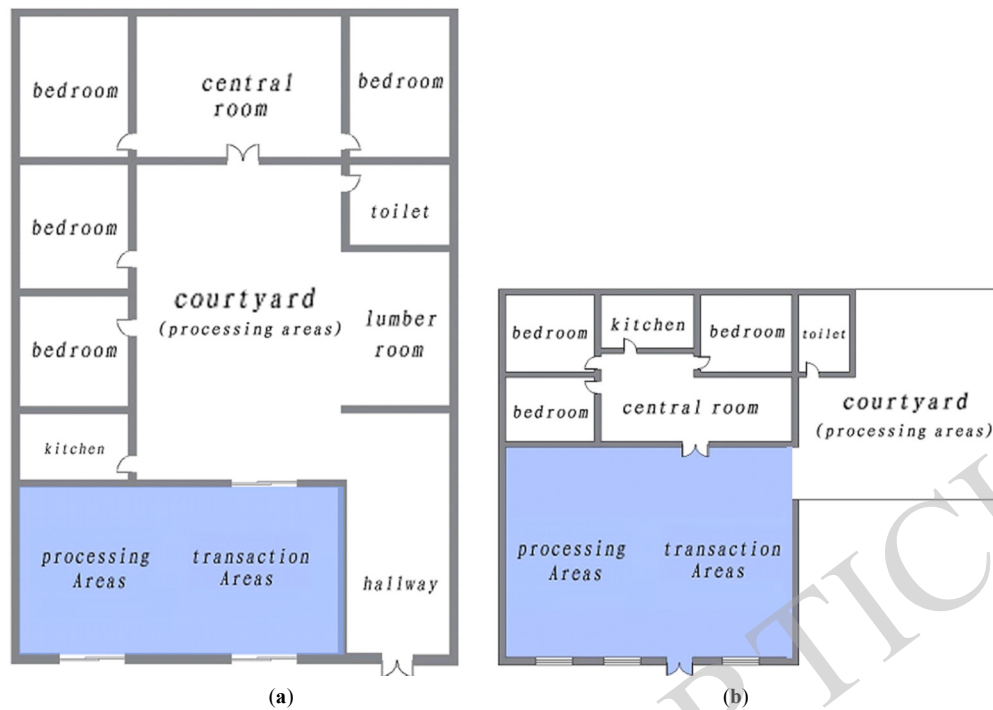 bedroom
central
room
bedroom
bedroom
toilet
courtyard
(processing areas)
lumber
room
bedroom
kitchen
processing
Areas
transaction
Areas
hallway
(a)
bedroom
kitchen
bedroom
toilet
bedroom
central room
courtyard
(processing areas)
processing
Areas
transaction
Areas
(b)